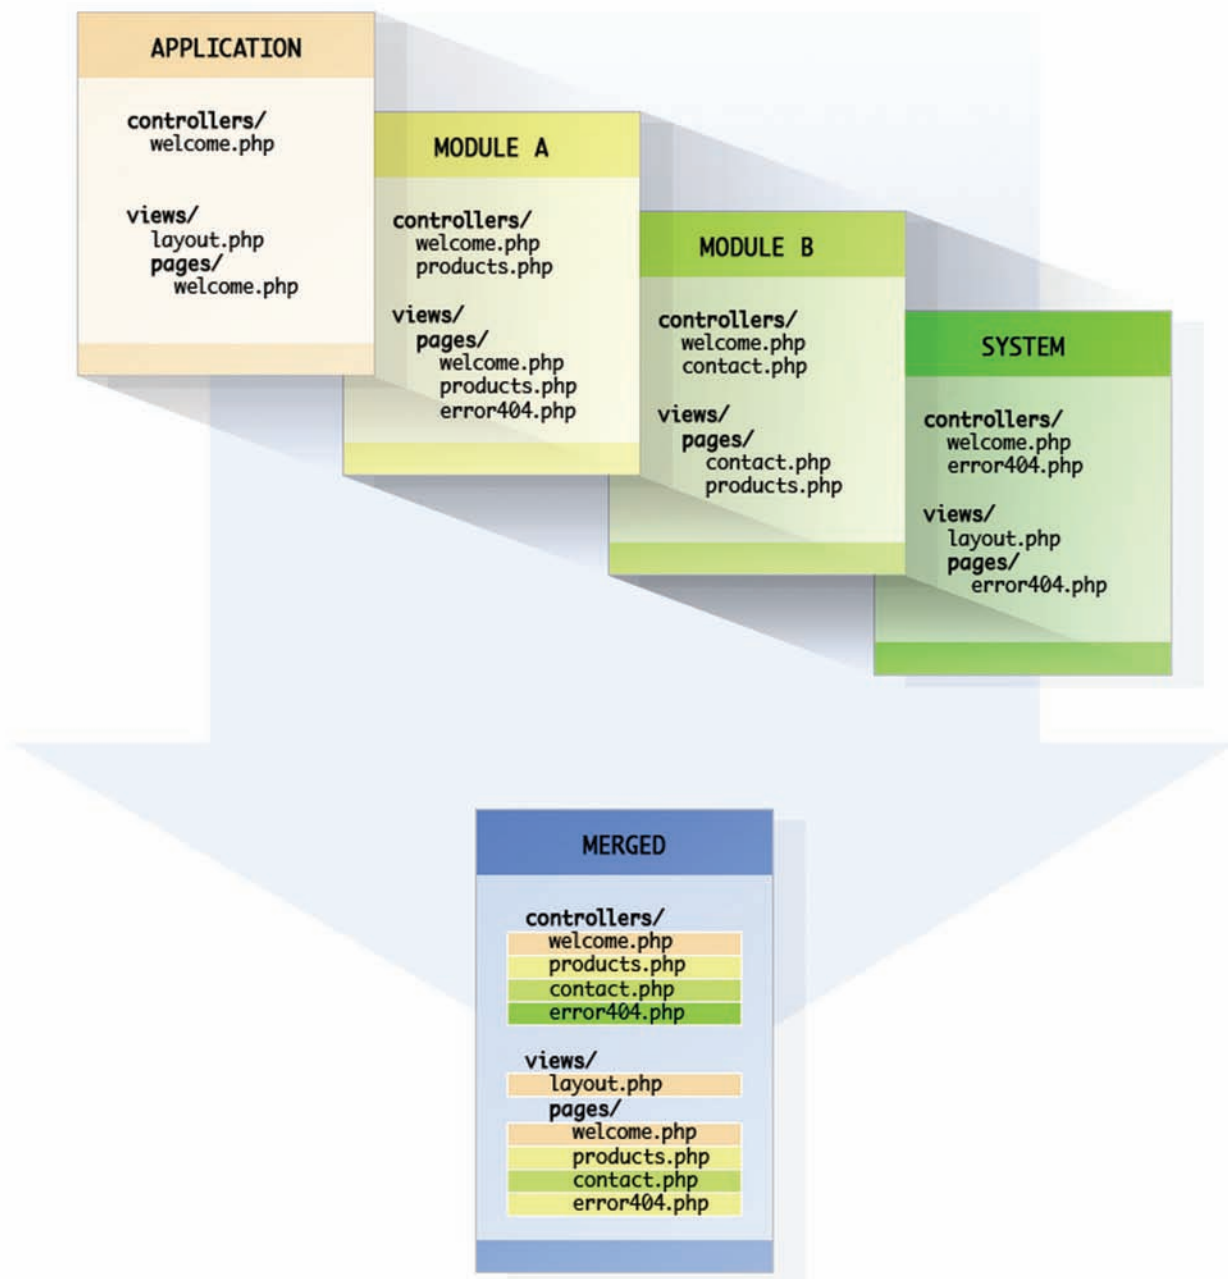 APPLICATION
controllers/
welcome.php
views/
layout.php
pages/
welcome.php
MODULE A
controllers/
welcome.php
products.php
views/
pages/
welcome.php
products.php
error404.php
MODULE B
controllers/
welcome.php
contact.php
views/
pages/
contact.php
products.php
SYSTEM
controllers/
welcome.php
error404.php
views/
layout.php
pages/
error404.php
MERGED
controllers/
welcome.php
products.php
contact.php
error404.php
views/
layout.php
pages/
welcome.php
products.php
contact.php
error404.php